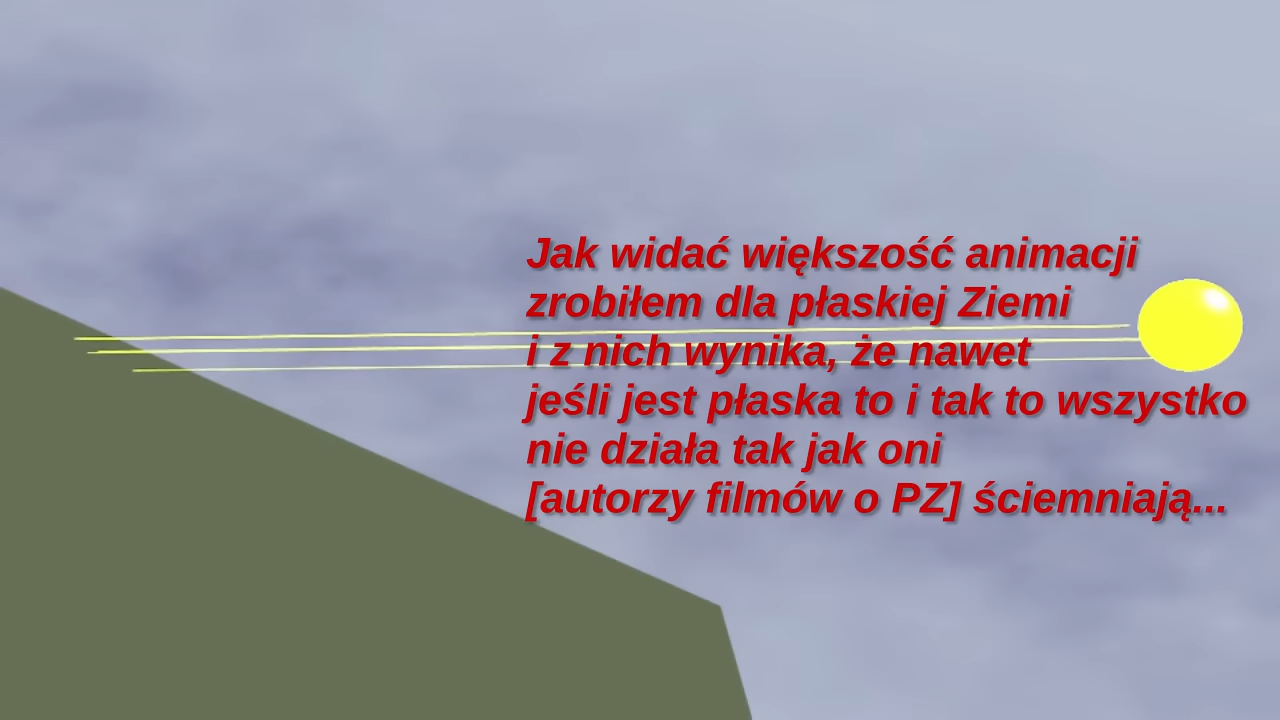 Jak widać większość animacji
zrobiłem dla płaskiej Ziemi
i z nich wynika, że nawet
jeśli jest płaska to i tak to wszystko
nie działa tak jak oni
[autorzy filmów o PZ] ściemniają...